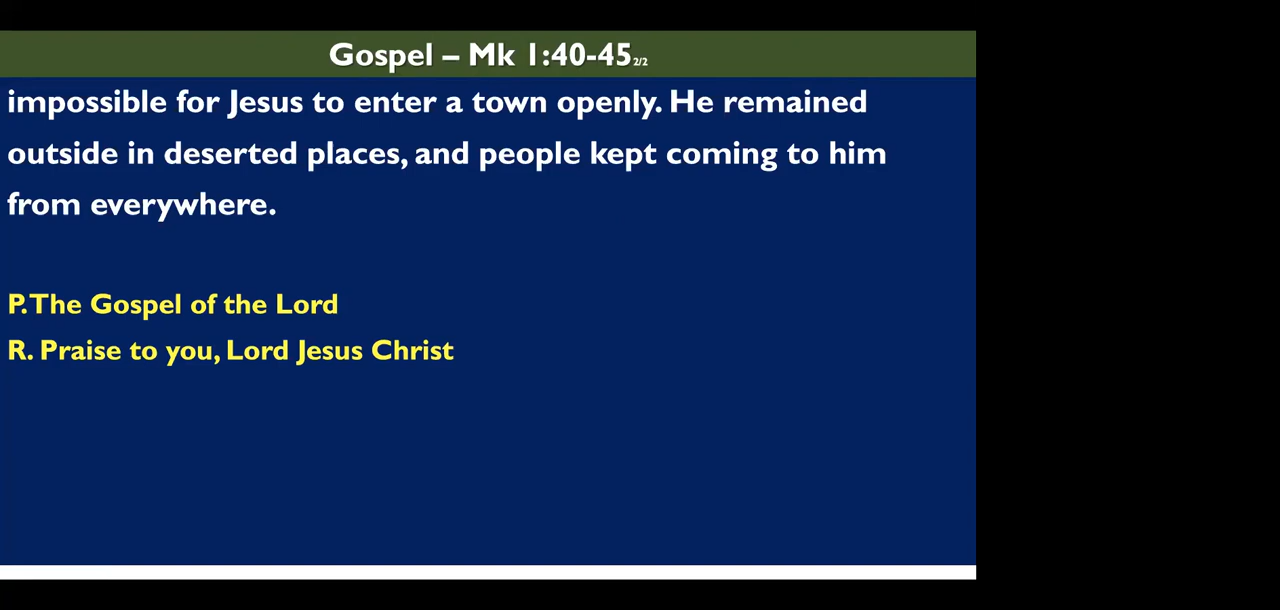 Gospel – Mk 1:40-45 2/2
impossible for Jesus to enter a town openly. He remained
outside in deserted places, and people kept coming to him
from everywhere.
P. The Gospel of the Lord
R. Praise to you, Lord Jesus Christ